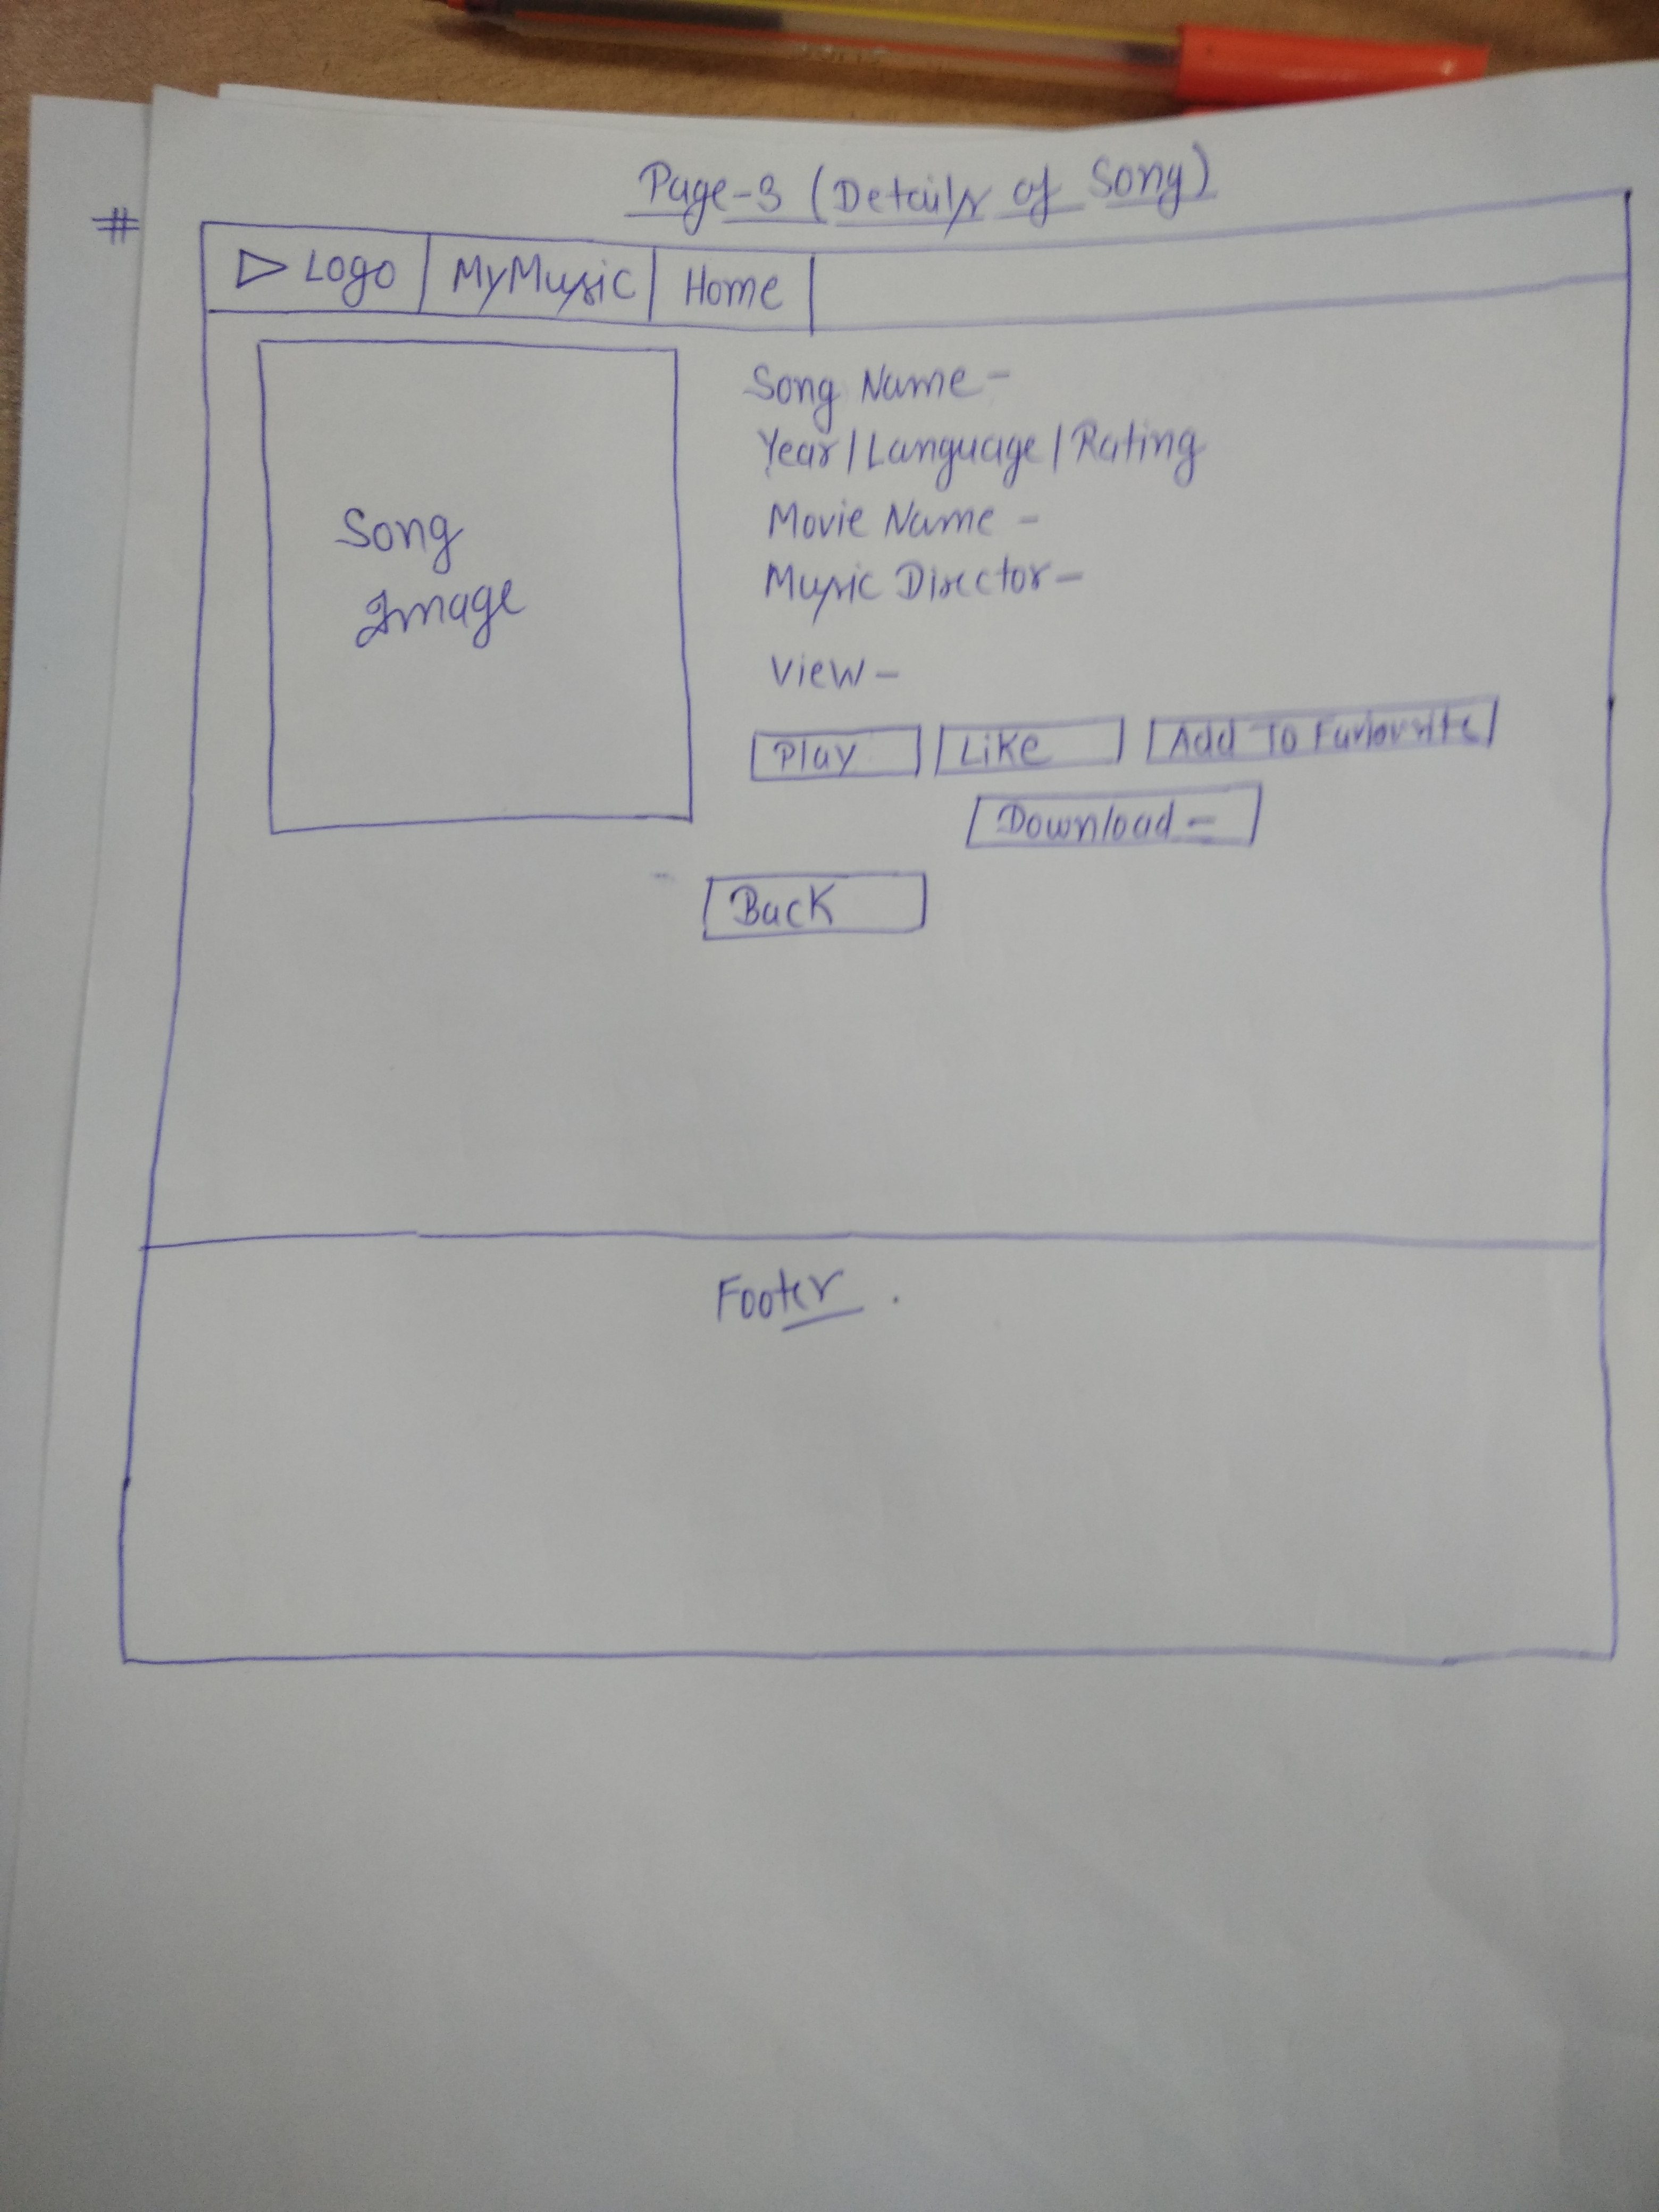 Page-3 (Details of Song)
#
Logo MyMusic Home
Song Name -
Year/Language/Rating
Movie Name -
Music Director -
Song
Image
View -
Play Like Add To Favourite
Download -
Back
Footer .